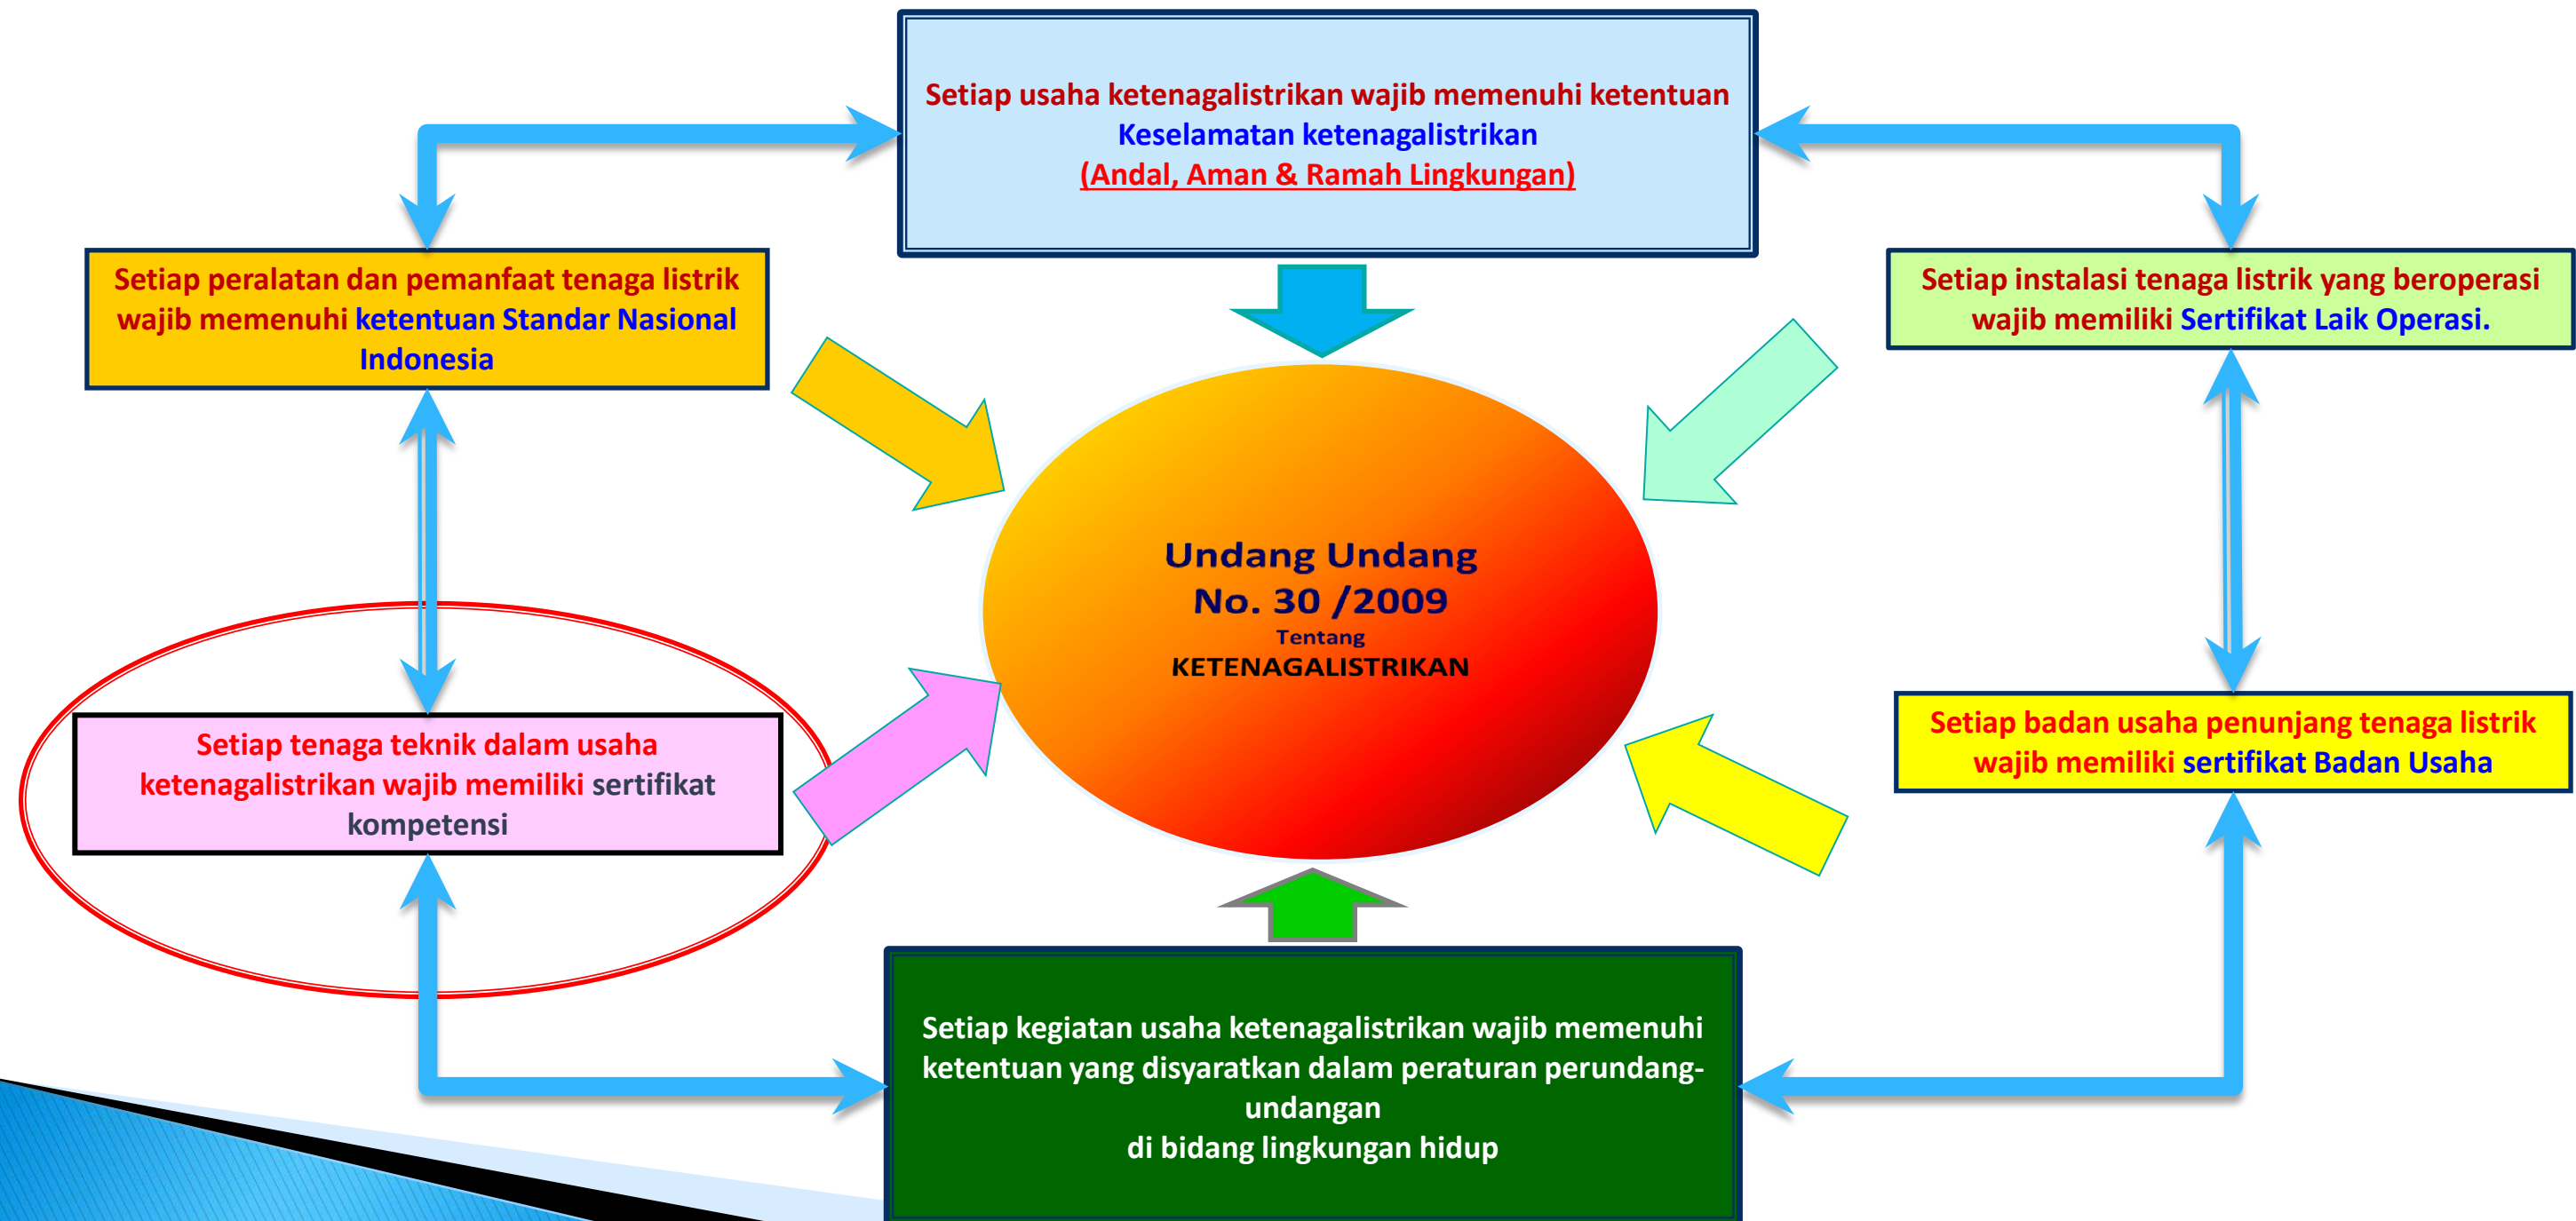 Setiap usaha ketenagalistrikan wajib memenuhi ketentuan
Keselamatan ketenagalistrikan
(Andal, Aman & Ramah Lingkungan)
Setiap peralatan dan pemanfaat tenaga listrik
wajib memenuhi ketentuan Standar Nasional
Indonesia
Setiap instalasi tenaga listrik yang beroperasi
wajib memiliki Sertifikat Laik Operasi.
Undang Undang
No. 30 /2009
Tentang
KETENAGALISTRIKAN
Setiap tenaga teknik dalam usaha
ketenagalistrikan wajib memiliki sertifikat
kompetensi
Setiap badan usaha penunjang tenaga listrik
wajib memiliki sertifikat Badan Usaha
Setiap kegiatan usaha ketenagalistrikan wajib memenuhi
ketentuan yang disyaratkan dalam peraturan perundang-
undangan
di bidang lingkungan hidup